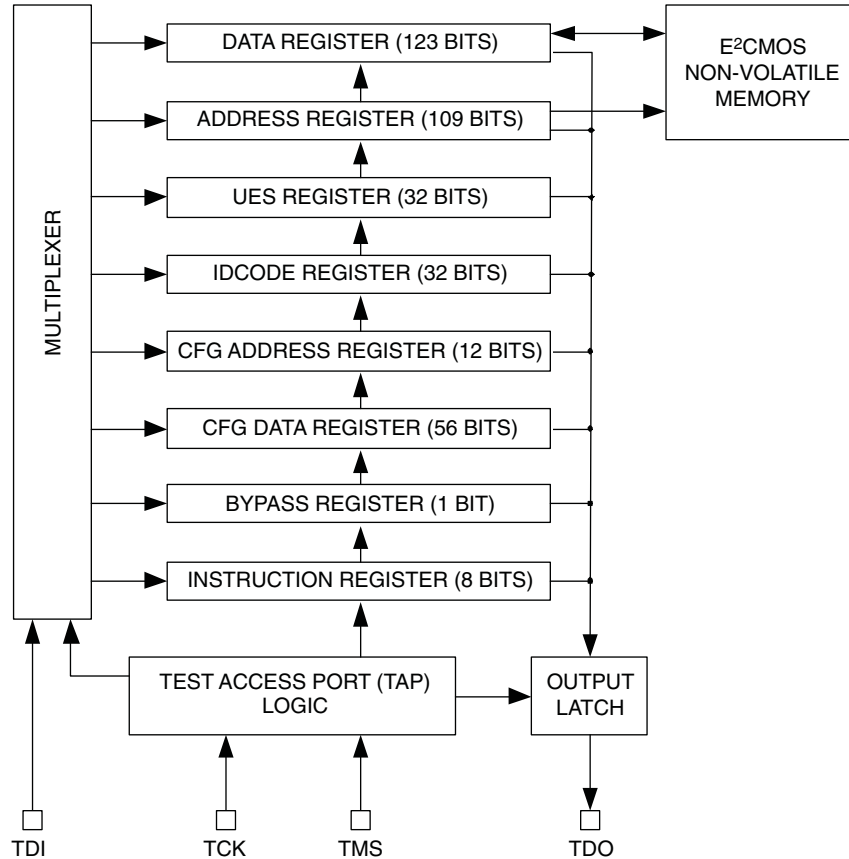 DATA REGISTER (123 BITS)
E²CMOS
NON-VOLATILE
MEMORY
ADDRESS REGISTER (109 BITS)
UES REGISTER (32 BITS)
IDCODE REGISTER (32 BITS)
CFG ADDRESS REGISTER (12 BITS)
CFG DATA REGISTER (56 BITS)
BYPASS REGISTER (1 BIT)
INSTRUCTION REGISTER (8 BITS)
MULTIPLEXER
TEST ACCESS PORT (TAP)
LOGIC
OUTPUT
LATCH
TDI
TCK
TMS
TDO